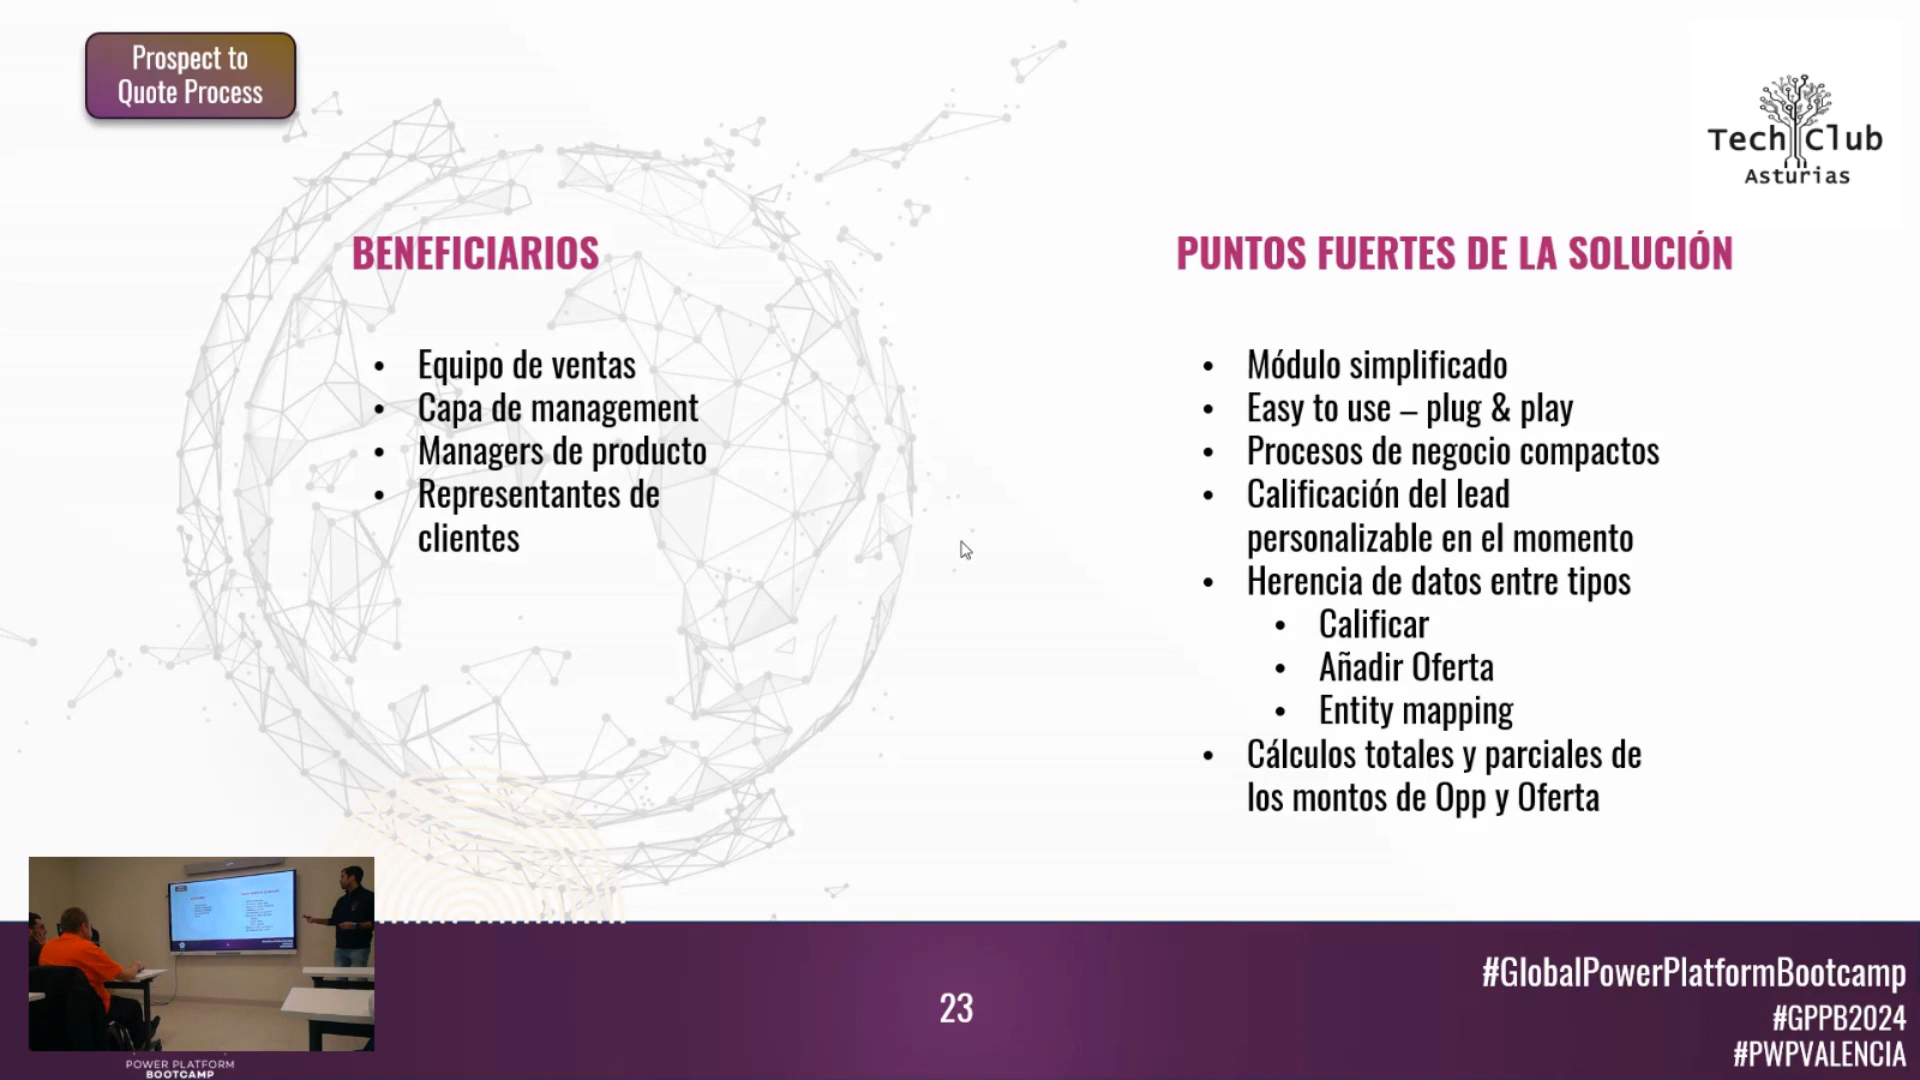 Prospect to
Quote Process
Tech Club
Asturias
BENEFICIARIOS
• Equipo de ventas
• Capa de management
• Managers de producto
• Representantes de
clientes
PUNTOS FUERTES DE LA SOLUCIÓN
• Módulo simplificado
• Easy to use – plug & play
• Procesos de negocio compactos
• Calificación del lead
personalizable en el momento
• Herencia de datos entre tipos
• Calificar
• Añadir Oferta
• Entity mapping
• Cálculos totales y parciales de
los montos de Opp y Oferta
23
#GlobalPowerPlatformBootcamp
#GPPB2024
#PWPVALENCIA
POWER PLATFORM
BOOTCAMP